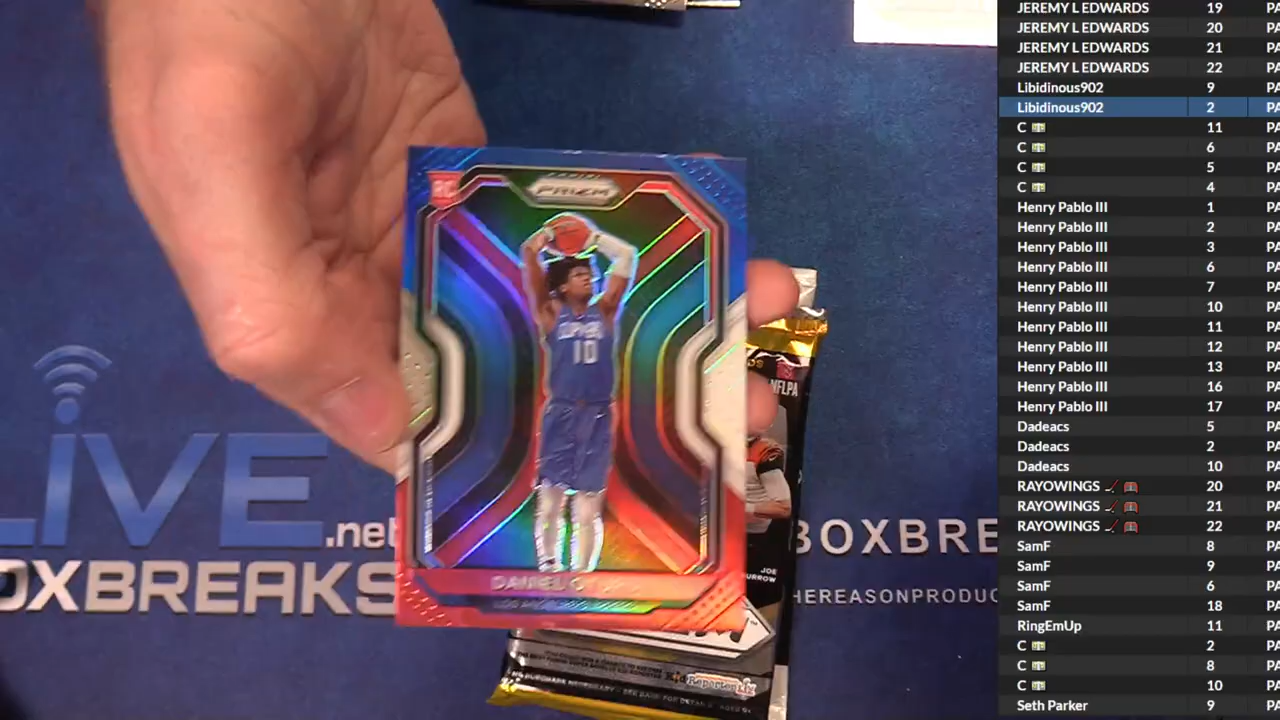 RC
PRIZM
CLIPPERS
10
DANIEL
NFLPA
JOE
LIVE.net
BOXBREAKS
BOXBRE
HEREASONPRODUC
JEREMY L EDWARDS 19 PA
JEREMY L EDWARDS 20 PA
JEREMY L EDWARDS 21 PA
JEREMY L EDWARDS 22 PA
Libidinous902 9 PA
Libidinous902 2 PA
C 11 PA
C 6 PA
C 5 PA
C 4 PA
Henry Pablo III 1 PA
Henry Pablo III 2 PA
Henry Pablo III 3 PA
Henry Pablo III 6 PA
Henry Pablo III 7 PA
Henry Pablo III 10 PA
Henry Pablo III 11 PA
Henry Pablo III 12 PA
Henry Pablo III 13 PA
Henry Pablo III 16 PA
Henry Pablo III 17 PA
Dadeacs 5 PA
Dadeacs 2 PA
Dadeacs 10 PA
RAYOWINGS 20 PA
RAYOWINGS 21 PA
RAYOWINGS 22 PA
SamF 8 PA
SamF 9 PA
SamF 6 PA
SamF 18 PA
RingEmUp 11 PA
C 2 PA
C 8 PA
C 10 PA
Seth Parker 9 PA